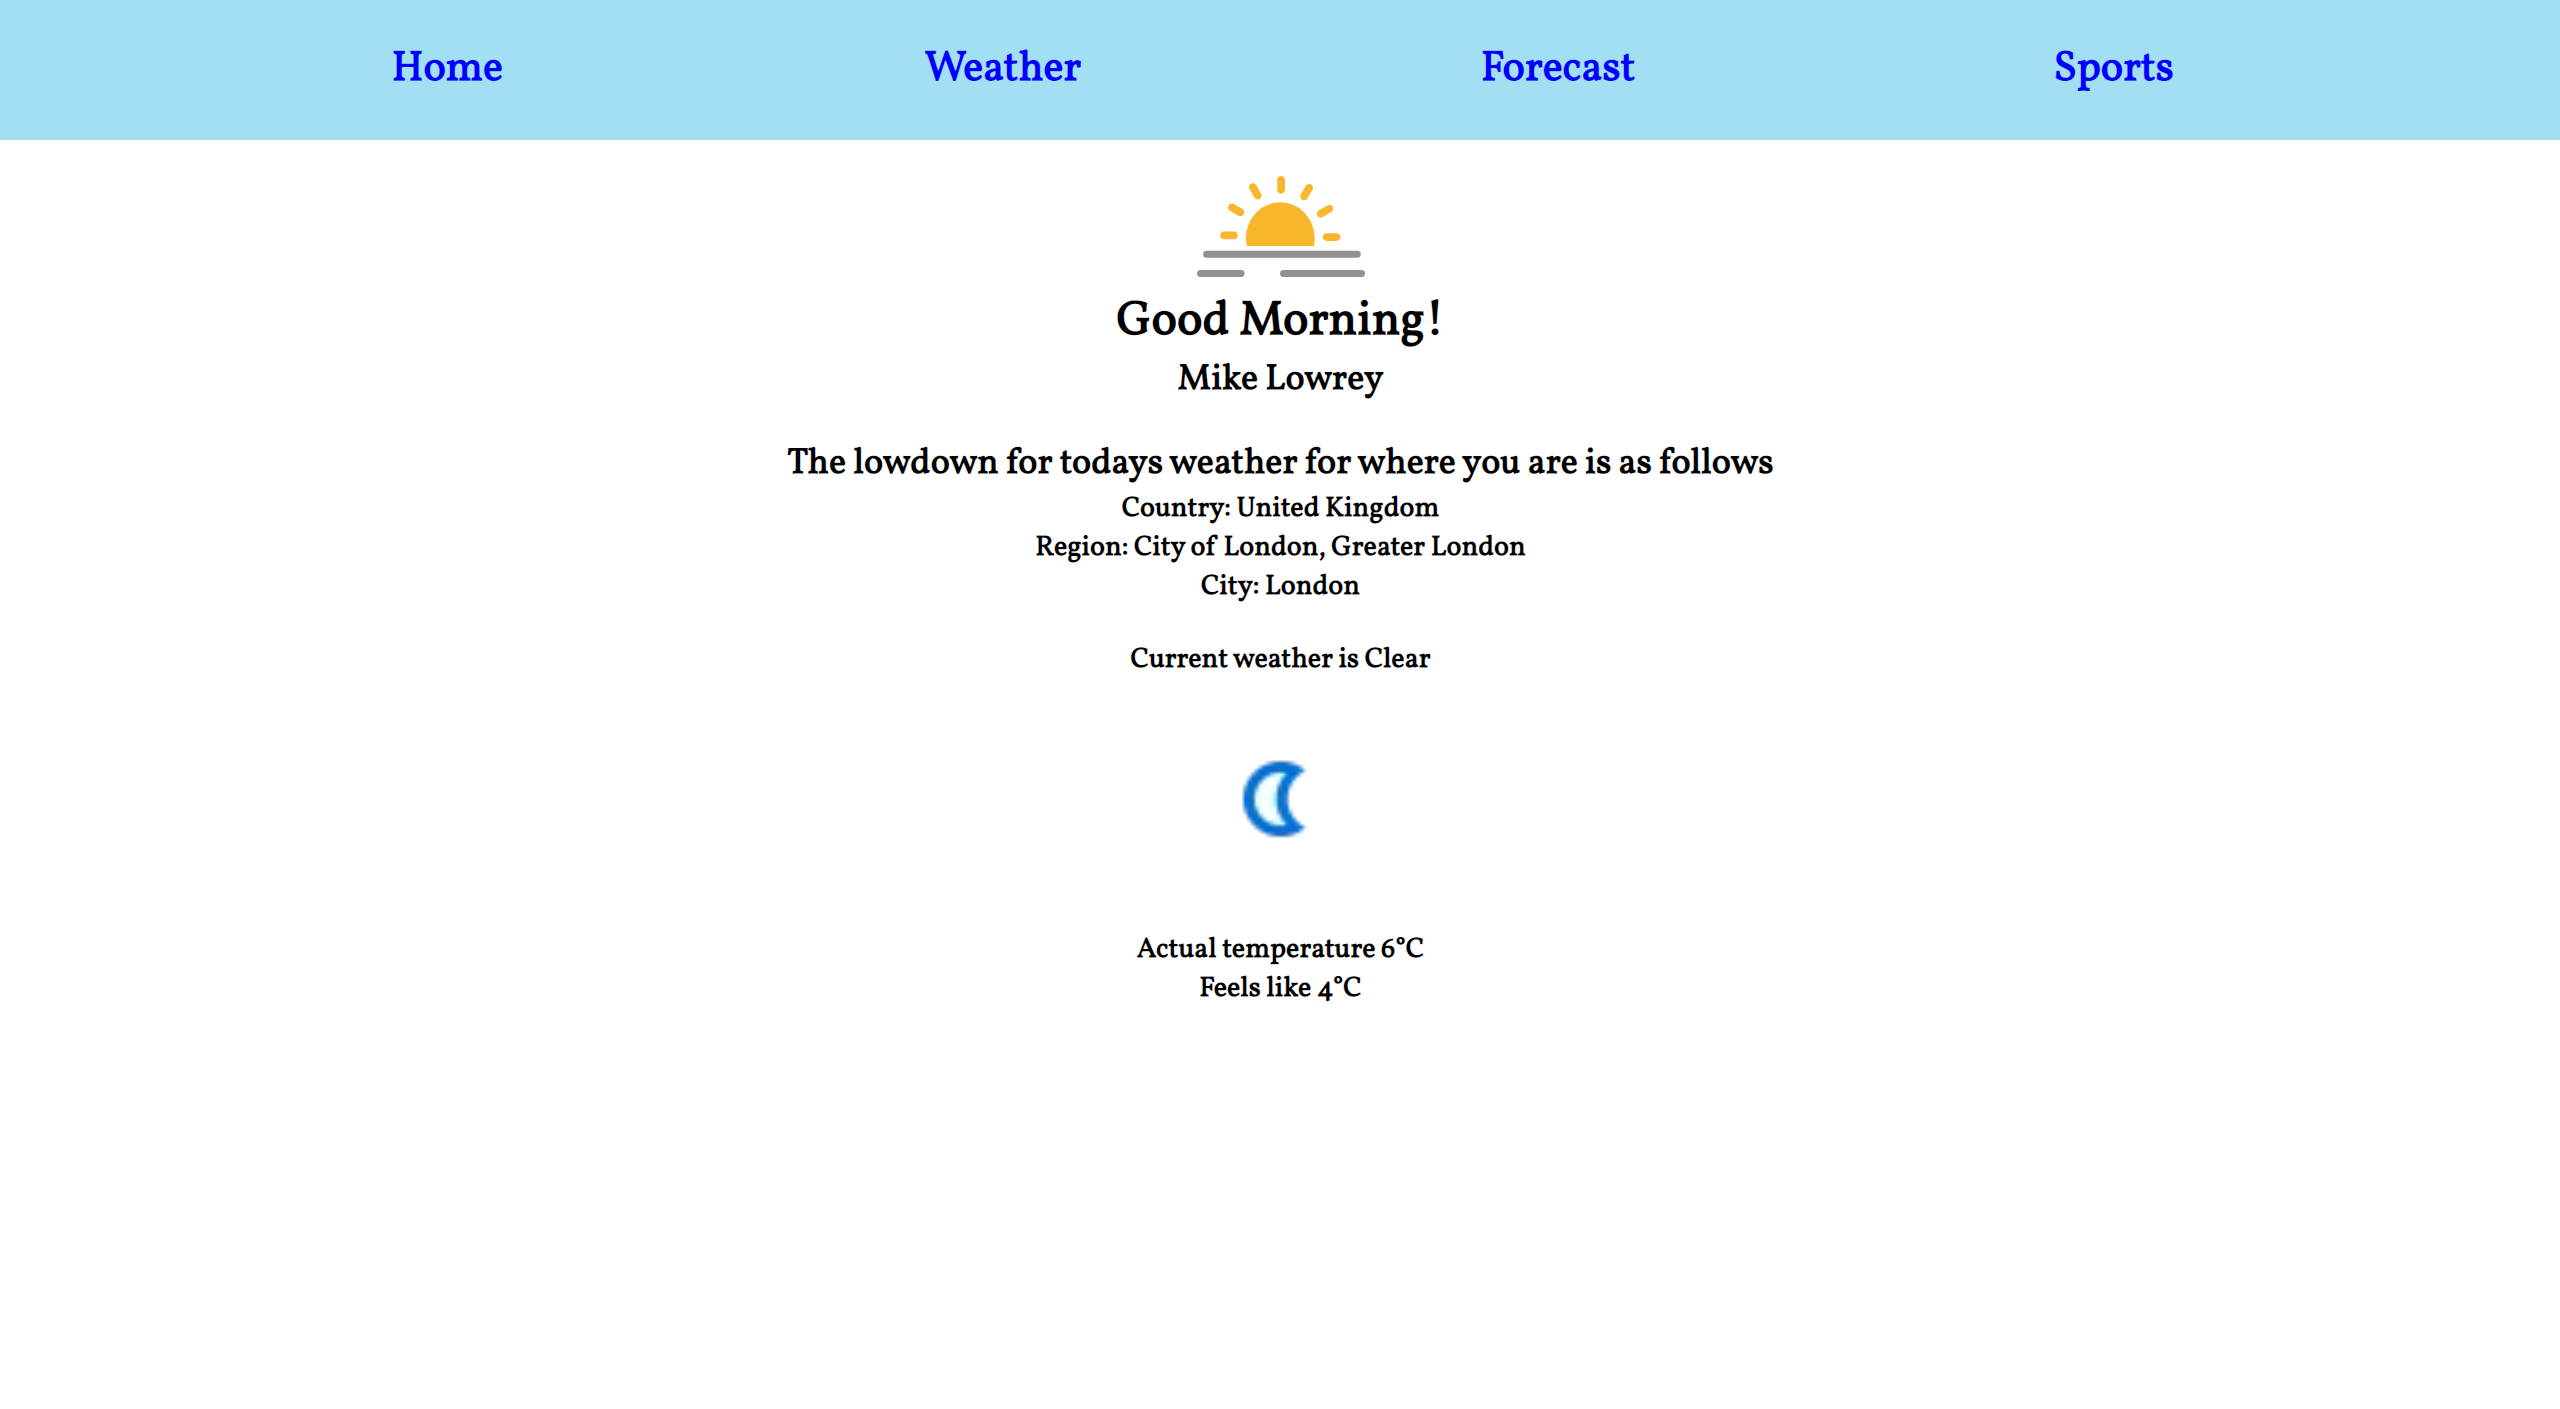 Home Weather Forecast Sports
Good Morning!
Mike Lowrey
The lowdown for todays weather for where you are is as follows
Country: United Kingdom
Region: City of London, Greater London
City: London
Current weather is Clear
Actual temperature 6°C
Feels like 4°C